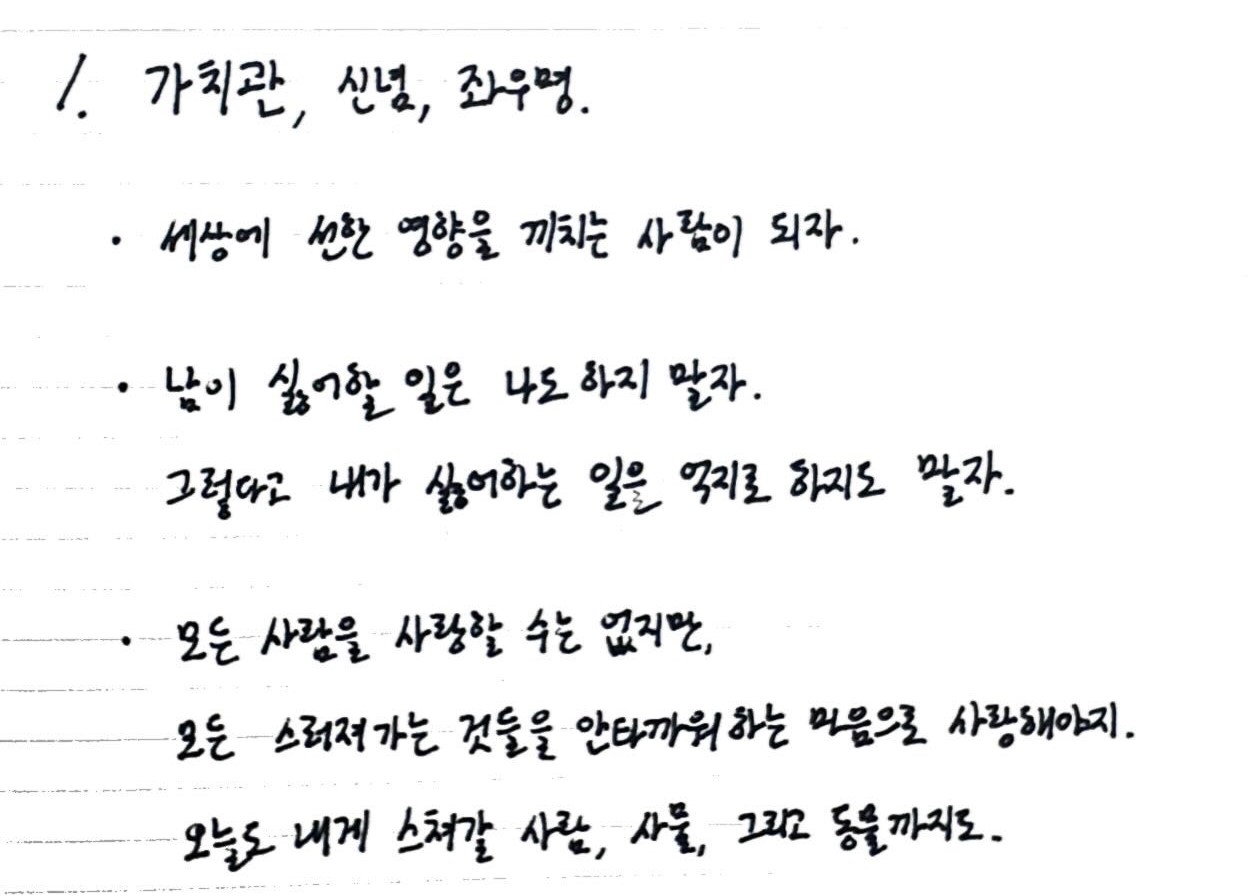 1. 가치관, 신념, 좌우명.
· 세상에 선한 영향을 끼치는 사람이 되자.
· 남이 싫어할 일은 나도 하지 말자.
그렇다고 내가 싫어하는 일을 억지로 하지도 말자.
· 모든 사람을 사랑할 수는 없지만,
모든 스러져가는 것들을 안타까워하는 마음으로 사랑해야지.
오늘도 내게 스쳐갈 사람, 사물, 그리고 동물까지도.